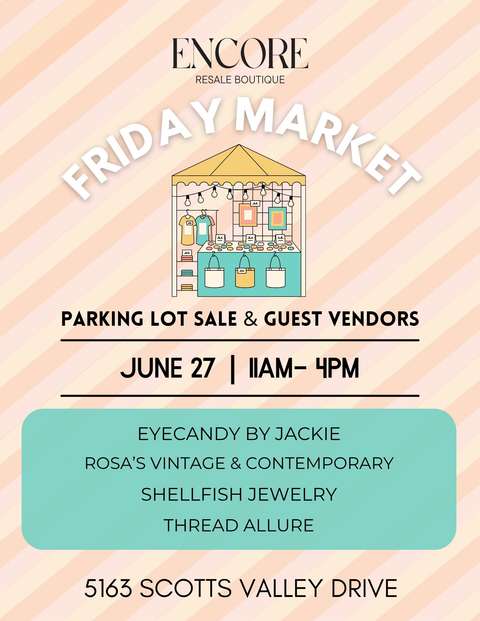 ENCORE
RESALE BOUTIQUE
FRIDAY MARKET
PARKING LOT SALE & GUEST VENDORS
JUNE 27 | 11AM- 4PM
EYECANDY BY JACKIE
ROSA'S VINTAGE & CONTEMPORARY
SHELLFISH JEWELRY
THREAD ALLURE
5163 SCOTTS VALLEY DRIVE